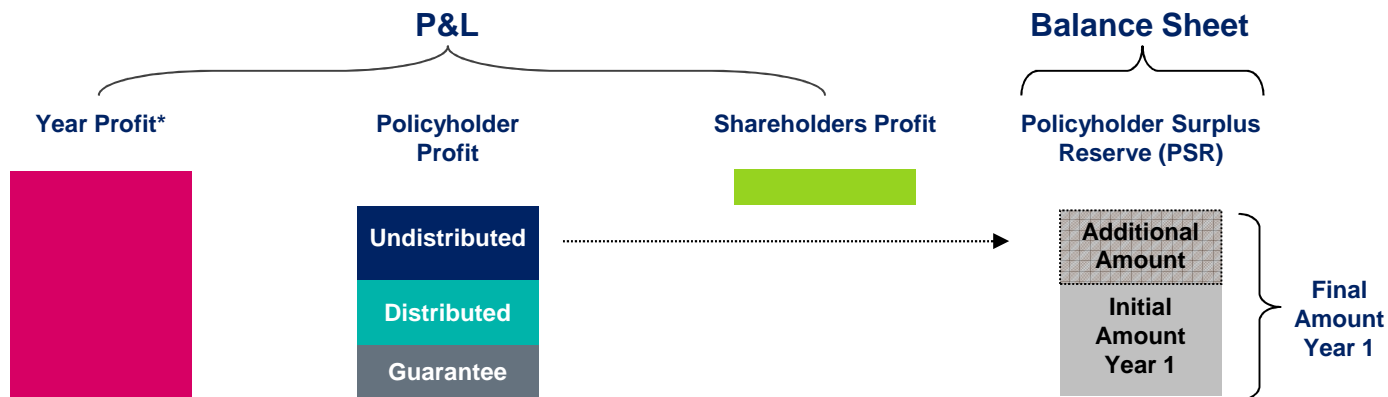 P&L
Balance Sheet
Year Profit*
Policyholder
Profit
Shareholders Profit
Policyholder Surplus
Reserve (PSR)
Undistributed
Distributed
Guarantee
Additional
Amount
Initial
Amount
Year 1
Final
Amount
Year 1